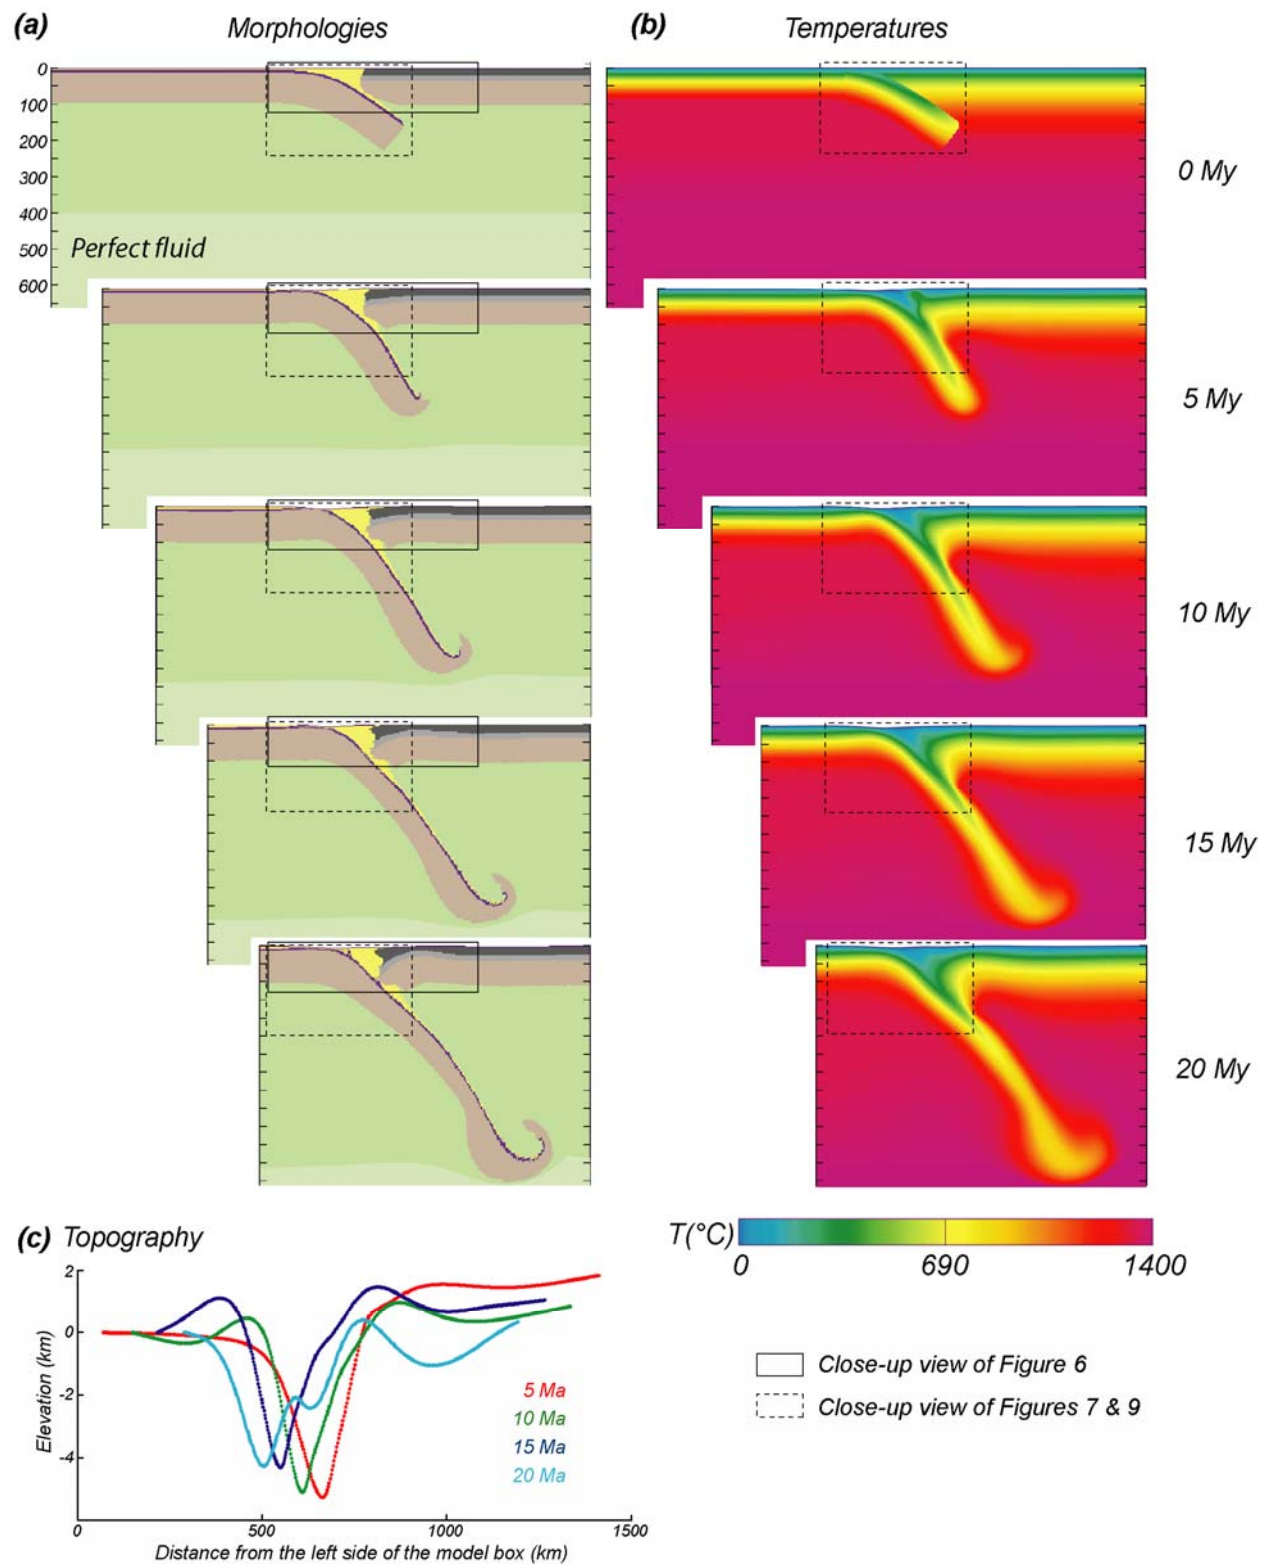 (a) Morphologies
(b) Temperatures
0
100
200
300
400
500
600
Perfect fluid
0 My
5 My
10 My
15 My
20 My
(c) Topography
2
0
-2
-4
Elevation (km)
5 Ma
10 Ma
15 Ma
20 Ma
0 500 1000 1500
Distance from the left side of the model box (km)
T(°C)
0 690 1400
Close-up view of Figure 6
Close-up view of Figures 7 & 9